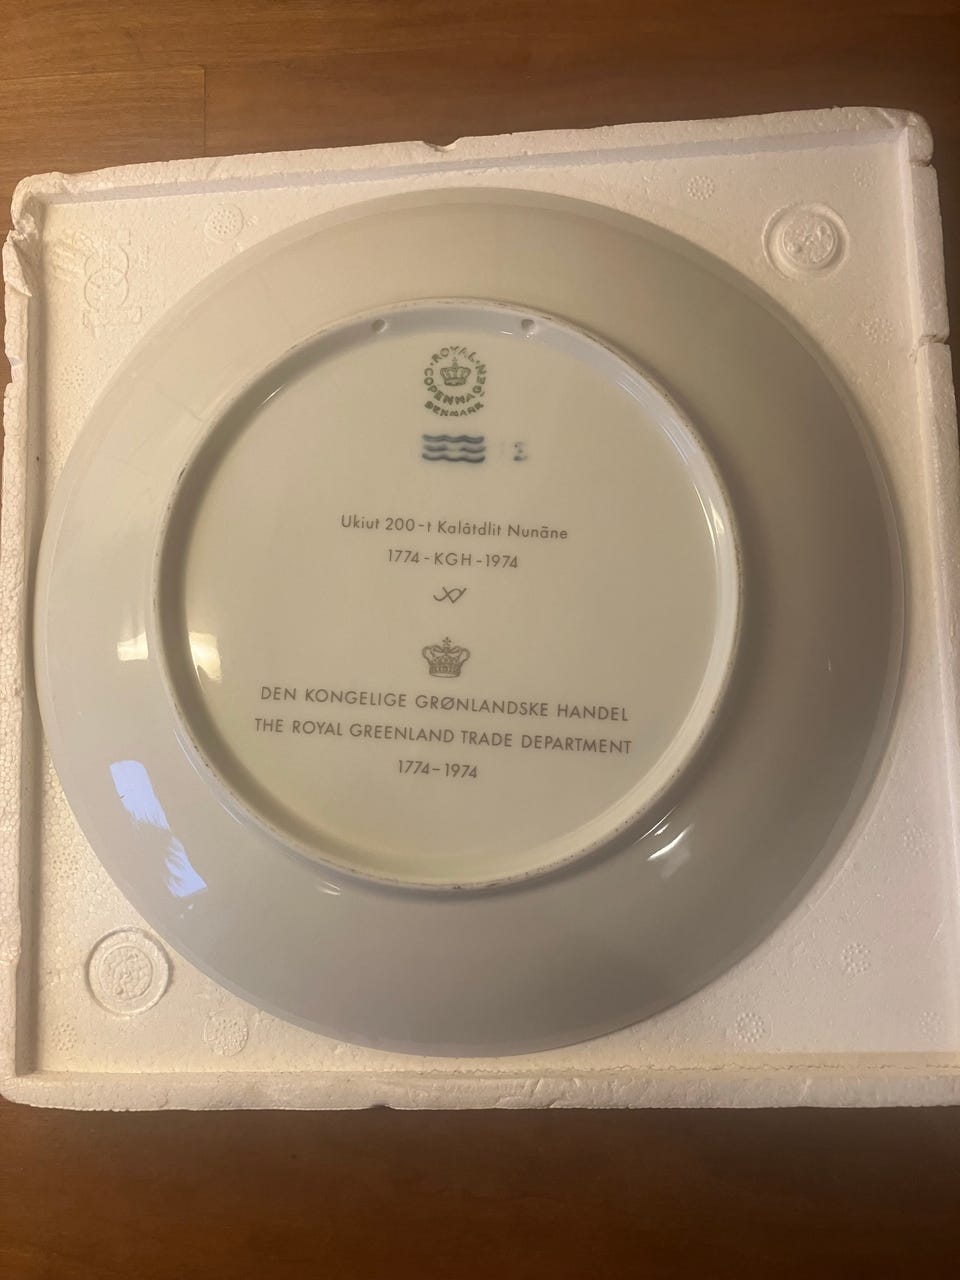 ROYAL COPENHAGEN
DENMARK
Ukiut 200-t Kalâtdlit Nunãne
1774-KGH-1974
DEN KONGELIGE GRØNLANDSKE HANDEL
THE ROYAL GREENLAND TRADE DEPARTMENT
1774-1974